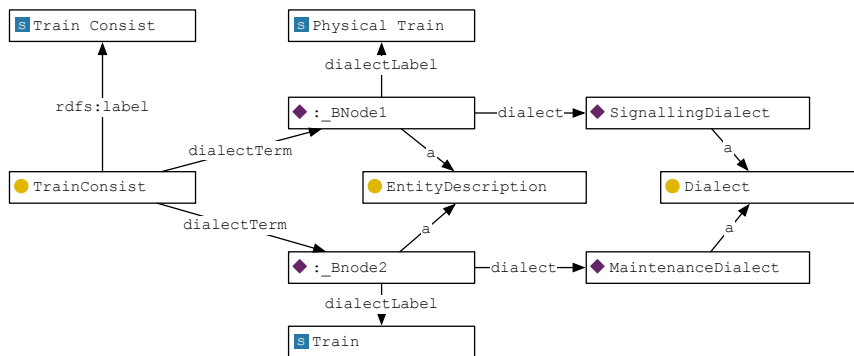 S Train Consist
S Physical Train
dialectLabel
rdfs:label
:_BNode1
dialect
SignallingDialect
dialectTerm
a
a
TrainConsist
EntityDescription
Dialect
dialectTerm
a
a
:_Bnode2
dialect
MaintenanceDialect
dialectLabel
S Train